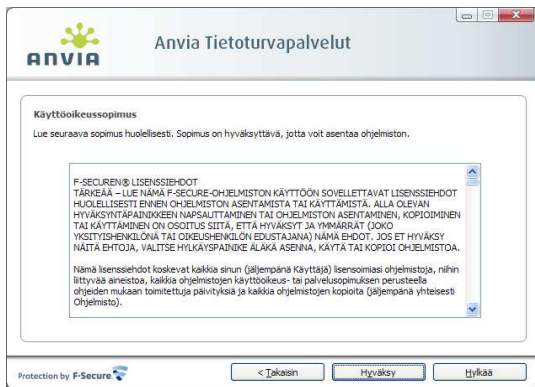 ANVIA
Anvia Tietoturvapalvelut
Käyttöoikeussopimus
Lue seuraava sopimus huolellisesti. Sopimus on hyväksyttävä, jotta voit asentaa ohjelmiston.
F-SECUREN® LISENSSIEHDOT
TÄRKEÄÄ – LUE NÄMÄ F-SECURE-OHJELMISTON KÄYTTÖÖN SOVELLETTAVAT LISENSSIEHDOT
HUOLELLISESTI ENNEN OHJELMISTON ASENTAMISTA TAI KÄYTTÄMISTÄ. ALLA OLEVAN
HYVÄKSYNTÄPAINIKKEEN NAPSAUTTAMINEN TAI OHJELMISTON ASENTAMINEN, KOPIOIMINEN
TAI KÄYTTÄMINEN ON OSOITUS SIITÄ, ETTÄ HYVÄKSYT JA YMMÄRRÄT (JOKO
YKSITYISHENKILÖNÄ TAI OIKEUSHENKILÖN EDUSTAJANA) NÄMÄ EHDOT. JOS ET HYVÄKSY
NÄITÄ EHTOJA, VALITSE HYLKÄYSPAINIKE ÄLÄKÄ ASENNA, KÄYTÄ TAI KOPIOI OHJELMISTOA.
Nämä lisenssiehdot koskevat kaikkia sinun (jäljempänä Käyttäjä) lisensoimiasi ohjelmistoja, niihin
liittyvää aineistoa, kaikkia ohjelmistojen käyttöoikeus- tai palvelusopimuksen perusteella
ohjeiden mukaan toimitettuja päivityksiä ja kaikkia ohjelmistojen kopioita (jäljempänä yhteisesti
Ohjelmisto).
Protection by F-Secure
< Takaisin
Hyväksy
Hylkää